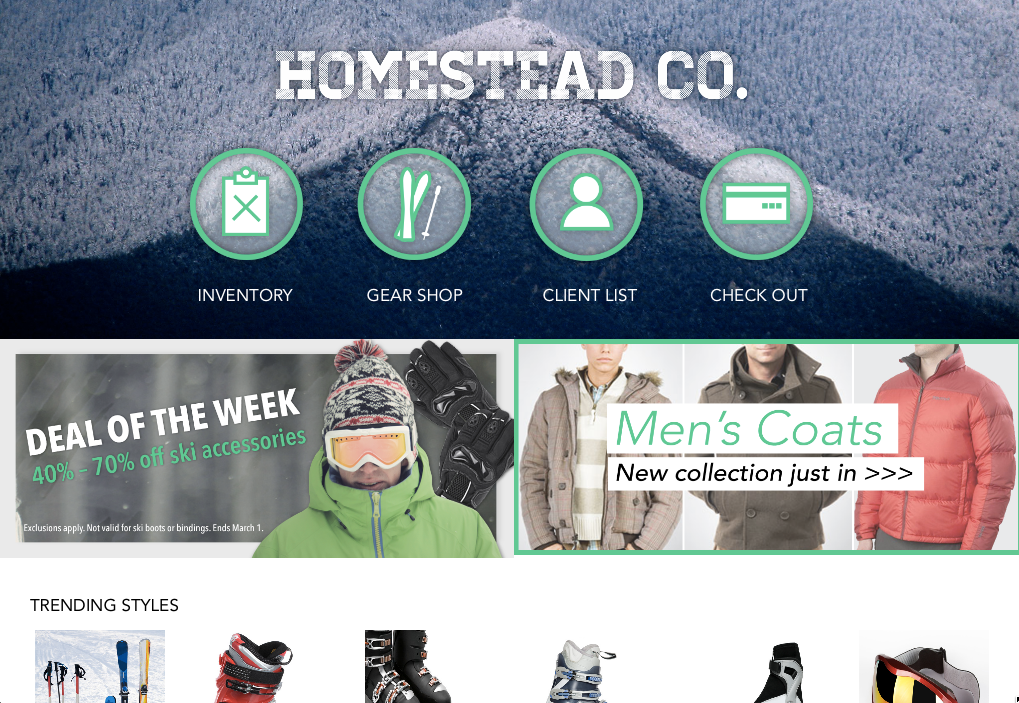 HOMESTEAD CO.
INVENTORY
GEAR SHOP
CLIENT LIST
CHECK OUT
DEAL OF THE WEEK
40% - 70% off ski accessories
Exclusions apply. Not valid for ski boots or bindings. Ends March 1.
Men's Coats
New collection just in >>>
TRENDING STYLES